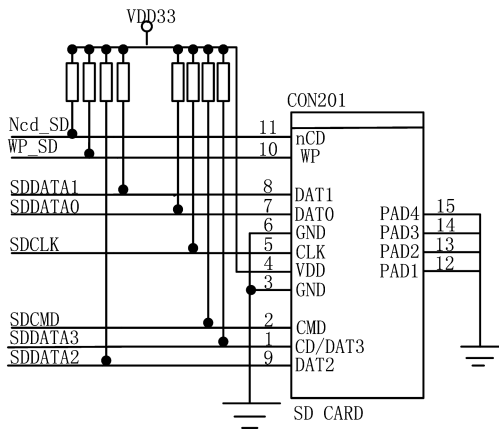 VDD33
CON201
Ncd_SD 11 nCD
WP_SD 10 WP
SDDATA1 8 DAT1
SDDATA0 7 DAT0 PAD4 15
6 GND PAD3 14
SDCLK 5 CLK PAD2 13
4 VDD PAD1 12
3 GND
SDCMD 2 CMD
SDDATA3 1 CD/DAT3
SDDATA2 9 DAT2
SD CARD